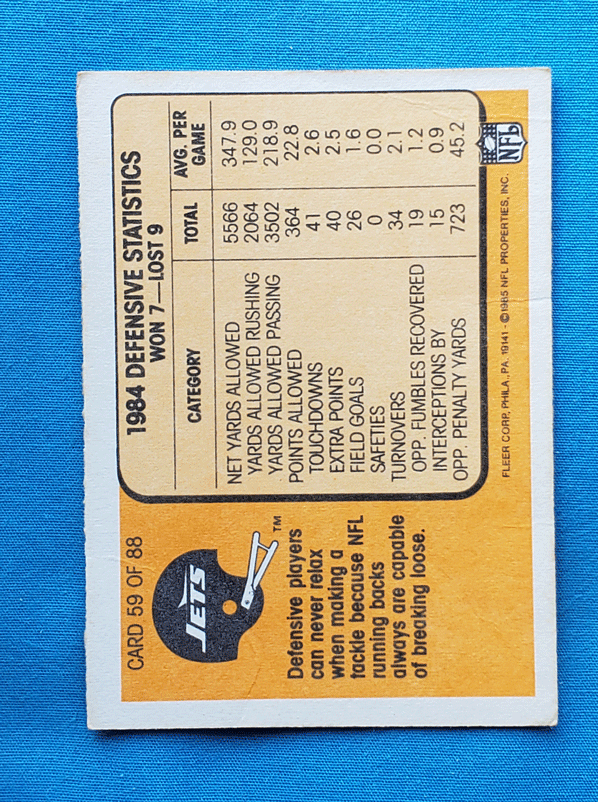 CARD 59 OF 88
JETS
TM
Defensive players
can never relax
when making a
tackle because NFL
running backs
always are capable
of breaking loose.
1984 DEFENSIVE STATISTICS
WON 7—LOST 9
CATEGORY TOTAL AVG. PER GAME
NET YARDS ALLOWED 5566 347.9
YARDS ALLOWED RUSHING 2064 129.0
YARDS ALLOWED PASSING 3502 218.9
POINTS ALLOWED 364 22.8
TOUCHDOWNS 41 2.6
EXTRA POINTS 40 2.5
FIELD GOALS 26 1.6
SAFETIES 0 0.0
TURNOVERS 34 2.1
OPP. FUMBLES RECOVERED 19 1.2
INTERCEPTIONS BY 15 0.9
OPP. PENALTY YARDS 723 45.2
FLEER CORP., PHILA., PA. 19141 - ©1985 NFL PROPERTIES, INC.
NFL